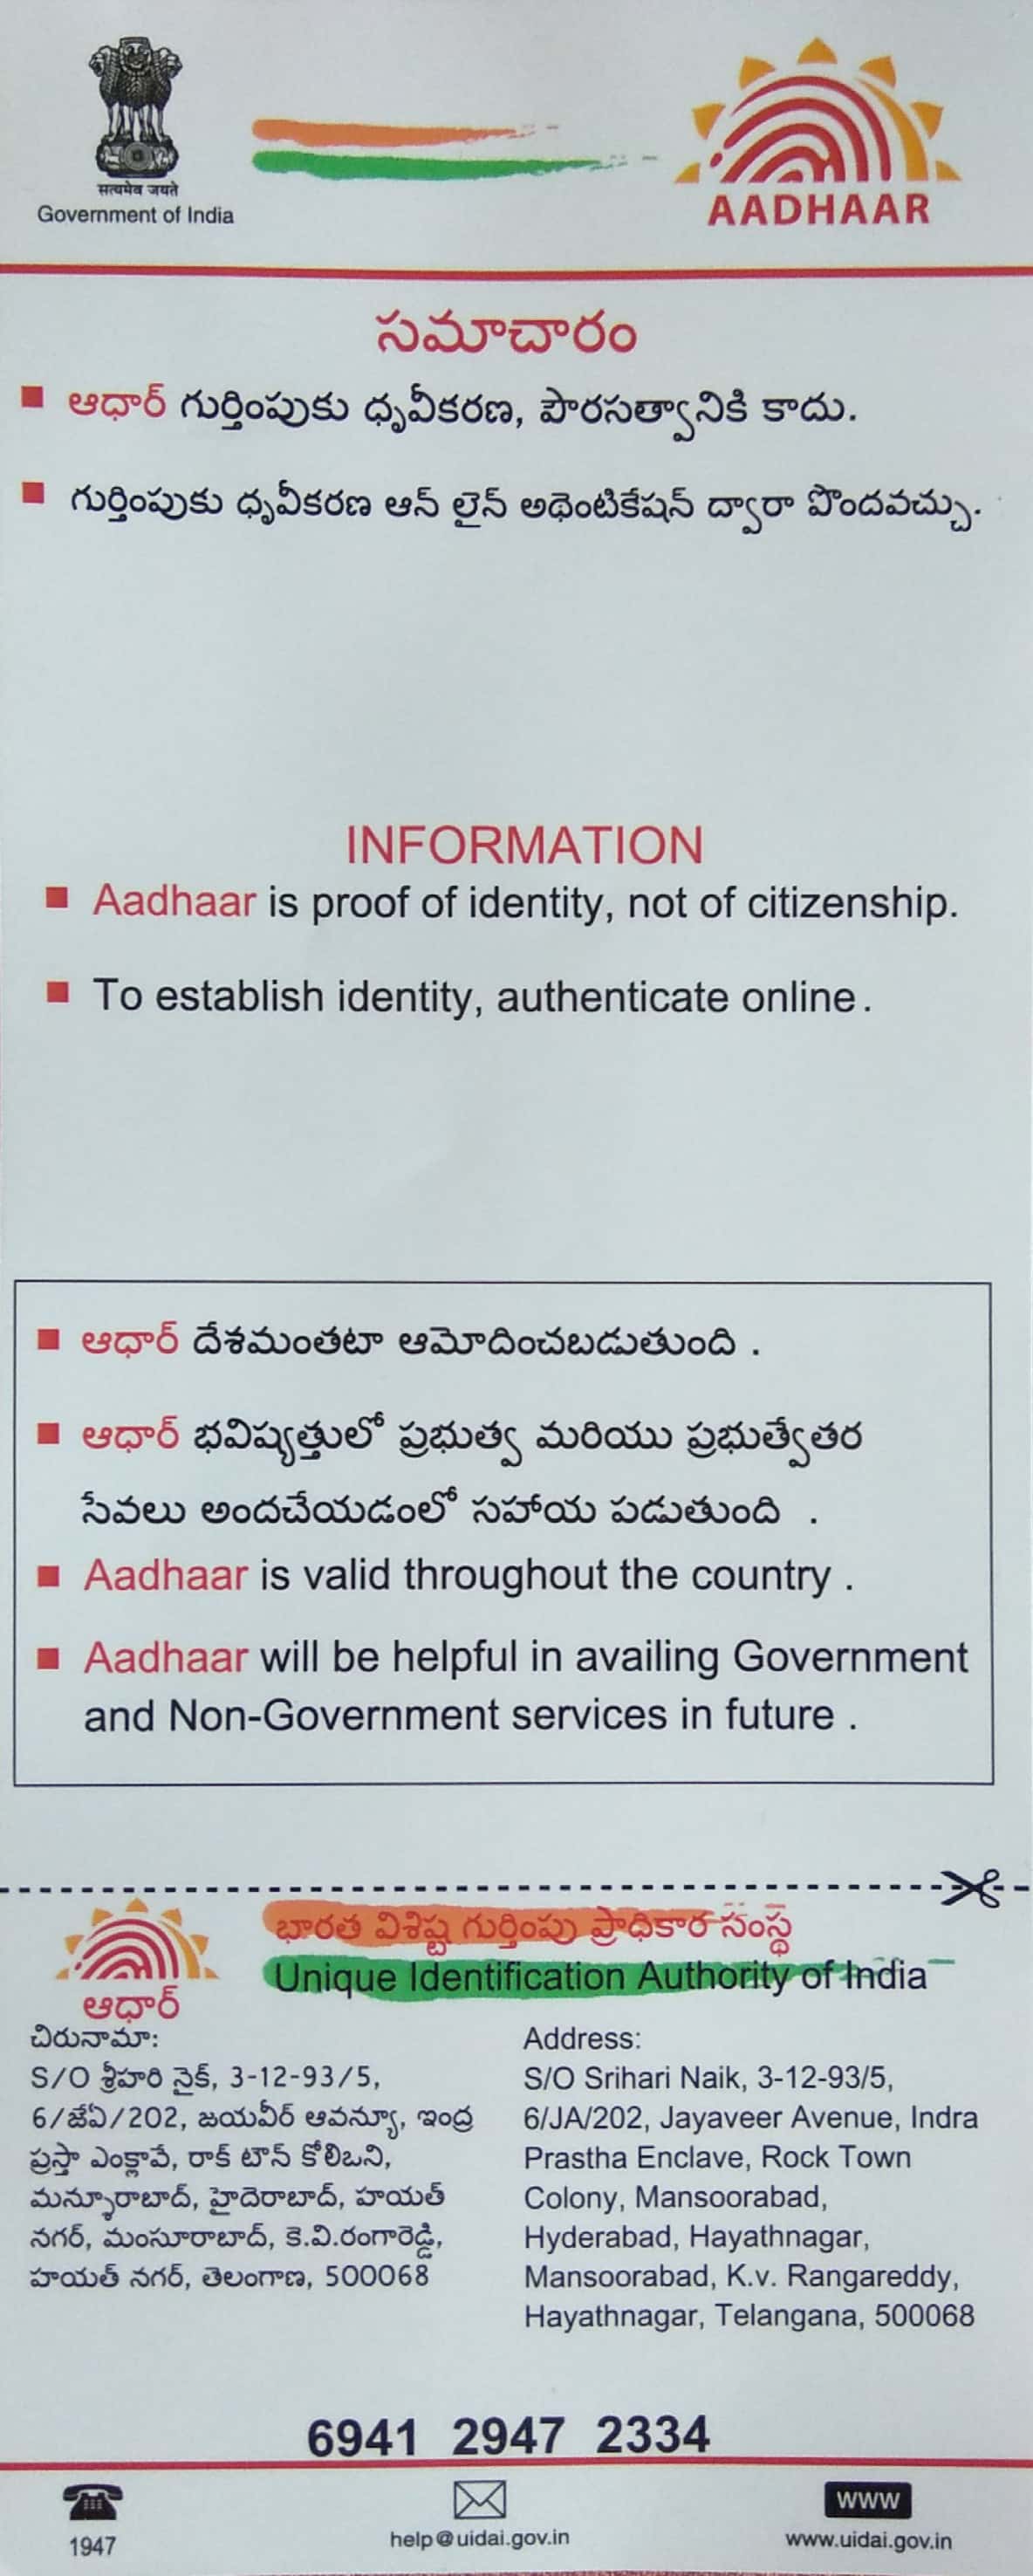 सत्यमेव जयते
Government of India
AADHAAR
సమాచారం
■ ఆధార్ గుర్తింపుకు ధృవీకరణ, పౌరసత్వానికి కాదు.
■ గుర్తింపుకు ధృవీకరణ ఆన్ లైన్ అథెంటికేషన్ ద్వారా పొందవచ్చు.
INFORMATION
■ Aadhaar is proof of identity, not of citizenship.
■ To establish identity, authenticate online.
■ ఆధార్ దేశమంతటా ఆమోదించబడుతుంది .
■ ఆధార్ భవిష్యత్తులో ప్రభుత్వ మరియు ప్రభుత్వేతర
సేవలు అందచేయడంలో సహాయ పడుతుంది .
■ Aadhaar is valid throughout the country .
■ Aadhaar will be helpful in availing Government
and Non-Government services in future .
భారత విశిష్ట గుర్తింపు ప్రాధికార సంస్థ
Unique Identification Authority of India
ఆధార్
చిరునామా:
S/O శ్రీహరి నైక్, 3-12-93/5,
6/జేఏ/202, జయవీర్ ఆవన్యూ, ఇంద్ర
ప్రస్తా ఎంక్లావే, రాక్ టౌన్ కోలిఒని,
మన్సూరాబాద్, హైదెరాబాద్, హయత్
నగర్, మంసూరాబాద్, కె.వి.రంగారెడ్డి,
హయత్ నగర్, తెలంగాణ, 500068
Address:
S/O Srihari Naik, 3-12-93/5,
6/JA/202, Jayaveer Avenue, Indra
Prastha Enclave, Rock Town
Colony, Mansoorabad,
Hyderabad, Hayathnagar,
Mansoorabad, K.v. Rangareddy,
Hayathnagar, Telangana, 500068
6941 2947 2334
1947
help@uidai.gov.in
WWW
www.uidai.gov.in